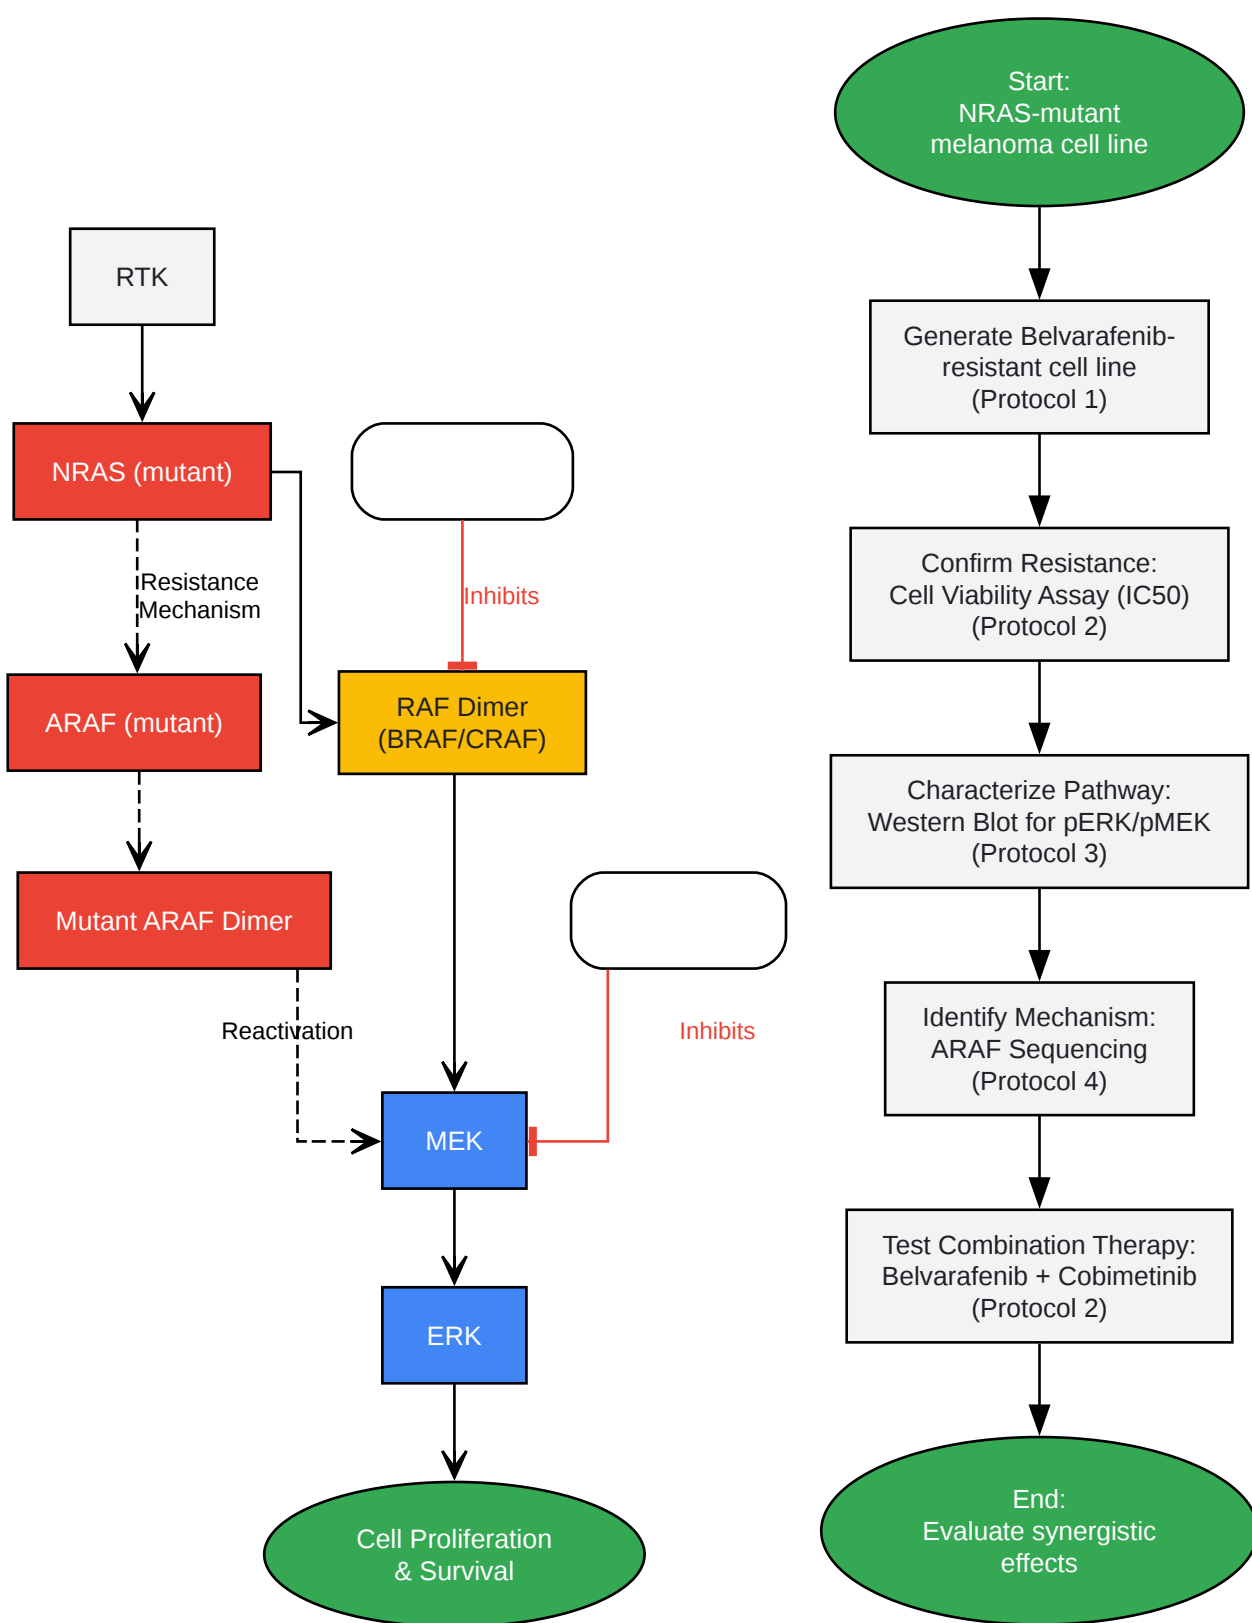 RTK
NRAS (mutant)
Resistance
Mechanism
Inhibits
ARAF (mutant)
RAF Dimer
(BRAF/CRAF)
Mutant ARAF Dimer
Reactivation
Inhibits
MEK
ERK
Cell Proliferation
& Survival
Start:
NRAS-mutant
melanoma cell line
Generate Belvarafenib-
resistant cell line
(Protocol 1)
Confirm Resistance:
Cell Viability Assay (IC50)
(Protocol 2)
Characterize Pathway:
Western Blot for pERK/pMEK
(Protocol 3)
Identify Mechanism:
ARAF Sequencing
(Protocol 4)
Test Combination Therapy:
Belvarafenib + Cobimetinib
(Protocol 2)
End:
Evaluate synergistic
effects